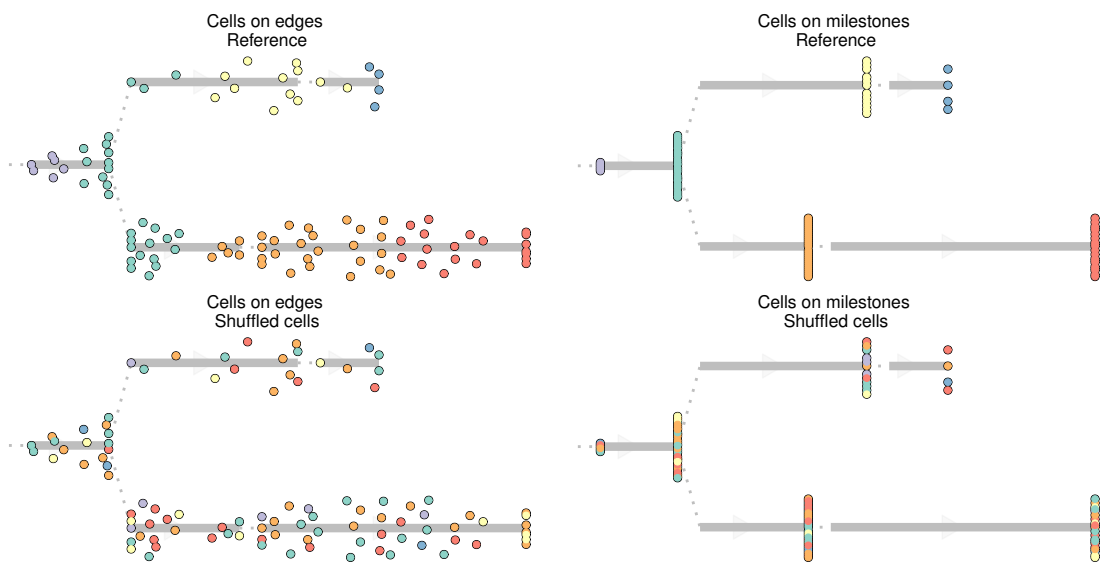 Cells on edges
Reference
Cells on milestones
Reference
Cells on edges
Shuffled cells
Cells on milestones
Shuffled cells